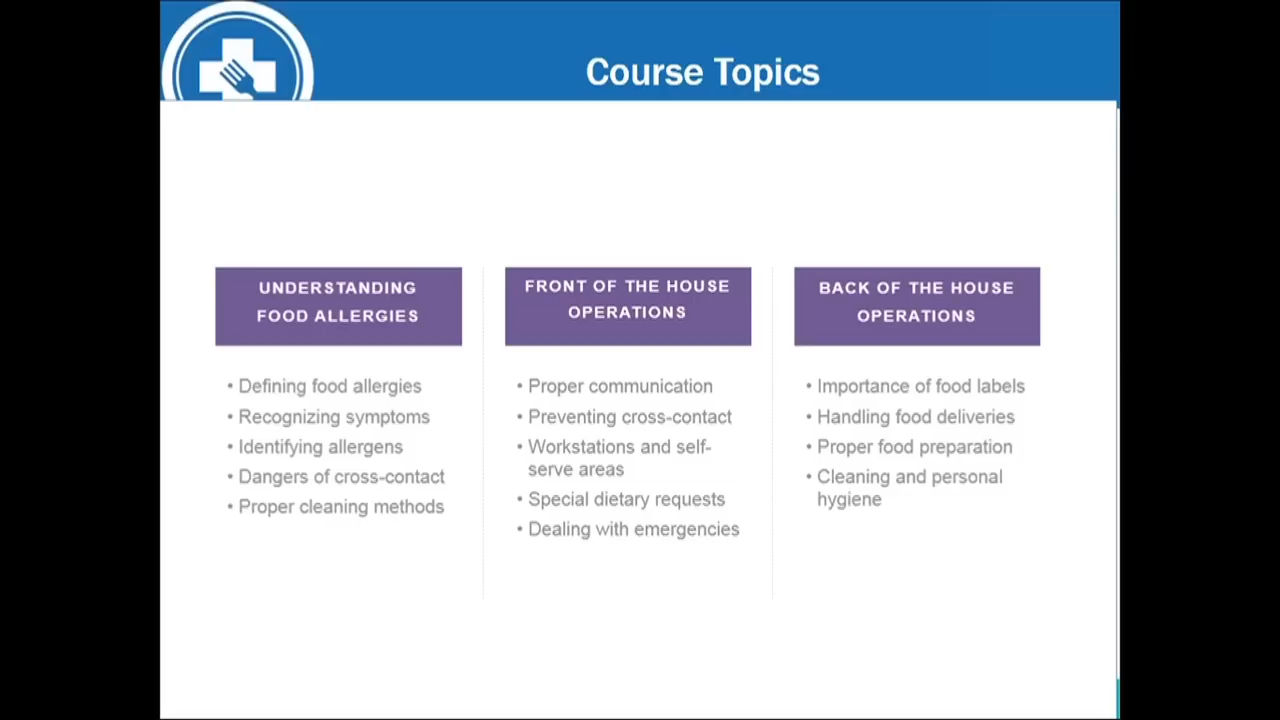 Course Topics
UNDERSTANDING
FOOD ALLERGIES
• Defining food allergies
• Recognizing symptoms
• Identifying allergens
• Dangers of cross-contact
• Proper cleaning methods
FRONT OF THE HOUSE
OPERATIONS
• Proper communication
• Preventing cross-contact
• Workstations and self-
serve areas
• Special dietary requests
• Dealing with emergencies
BACK OF THE HOUSE
OPERATIONS
• Importance of food labels
• Handling food deliveries
• Proper food preparation
• Cleaning and personal
hygiene